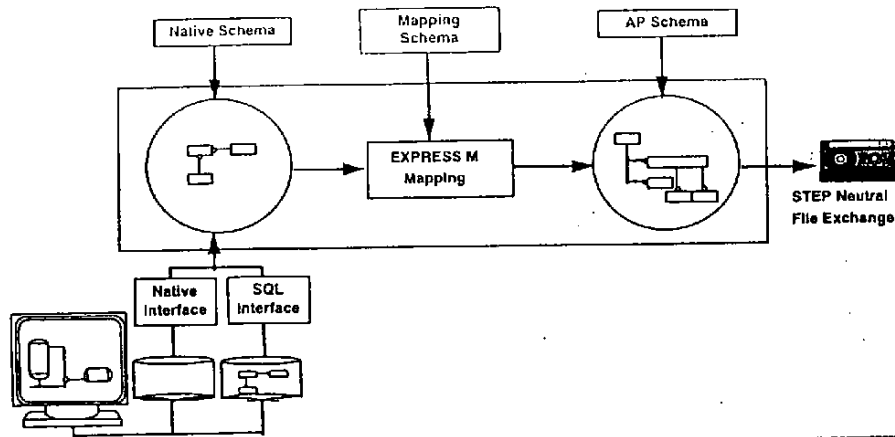 Native Schema
Mapping
Schema
AP Schema
EXPRESS M
Mapping
STEP Neutral
File Exchange
Native
Interface
SQL
Interface